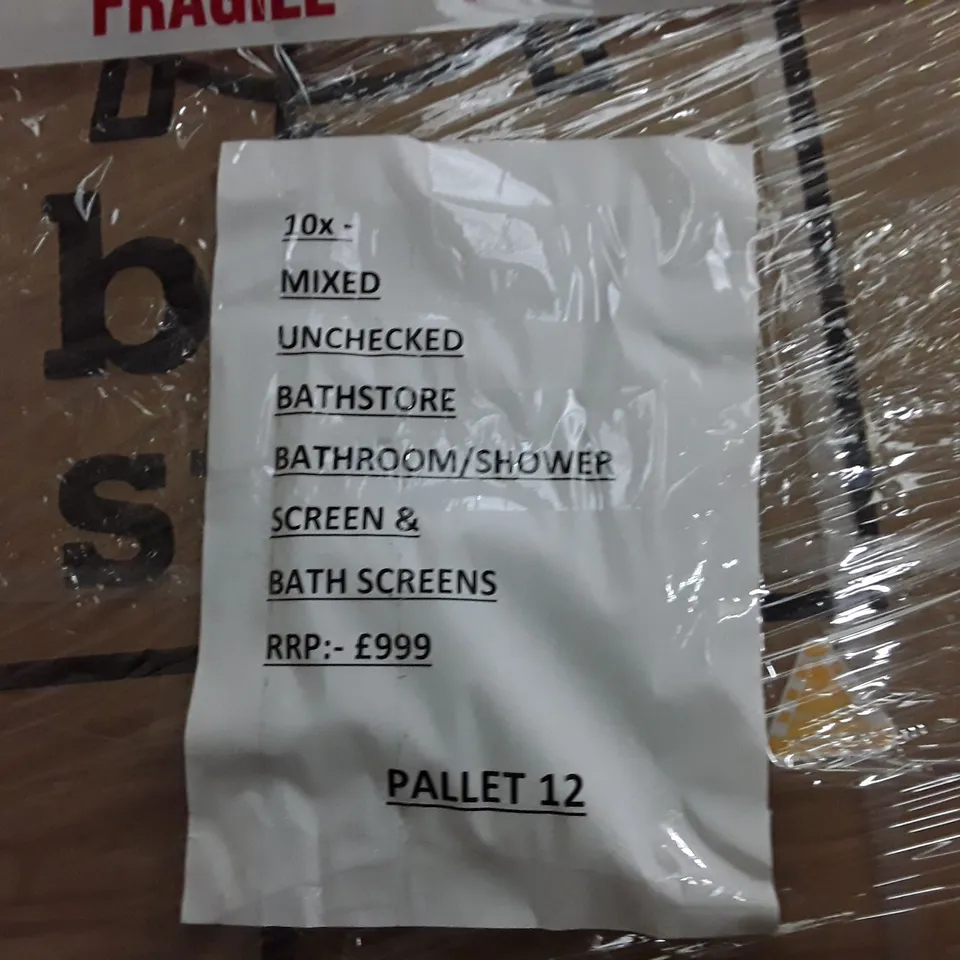 FRAGILE
b
s
10x -
MIXED
UNCHECKED
BATHSTORE
BATHROOM/SHOWER
SCREEN &
BATH SCREENS
RRP:- £999
PALLET 12